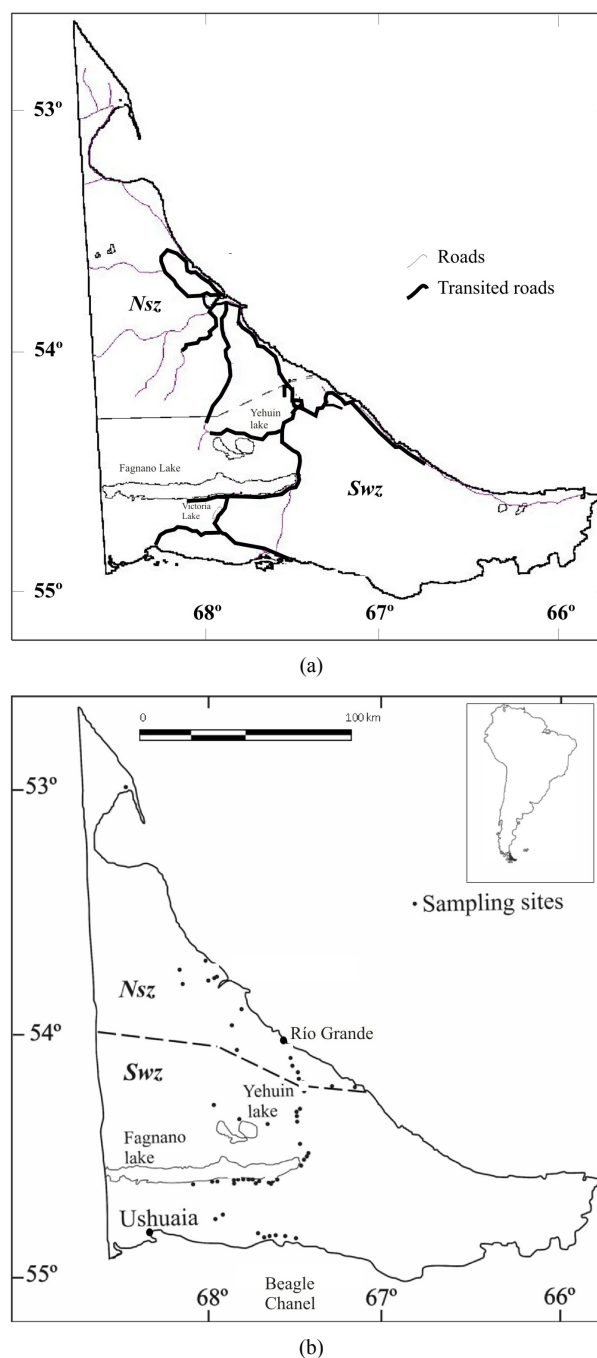 53º
Roads
Transited roads
Nsz
54º
Yehuin
lake
Fagnano Lake
Swz
Victoria
Lake
55º
68º
67º
66º
(a)
0
100 km
53º
Sampling sites
Nsz
Río Grande
54º
Swz
Yehuin
lake
Fagnano
lake
Ushuaia
55º
68º
Beagle
Chanel
67º
66º
(b)